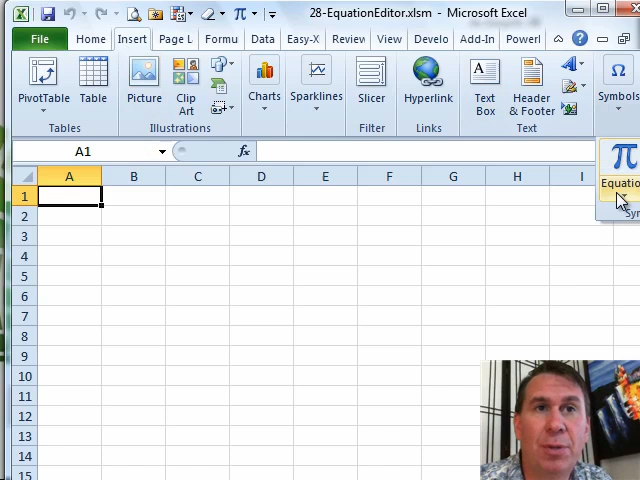 28-EquationEditor.xlsm - Microsoft Excel
File Home Insert Page L Formu Data Easy-X Review View Develo Add-In Powerl
PivotTable Table Picture Clip Art Charts Sparklines Slicer Hyperlink Text Box Header & Footer Symbols
Tables Illustrations Filter Links Text
A1 fx
π
Equatio
Sy
A B C D E F G H I
1
2
3
4
5
6
7
8
9
10
11
12
13
14
15